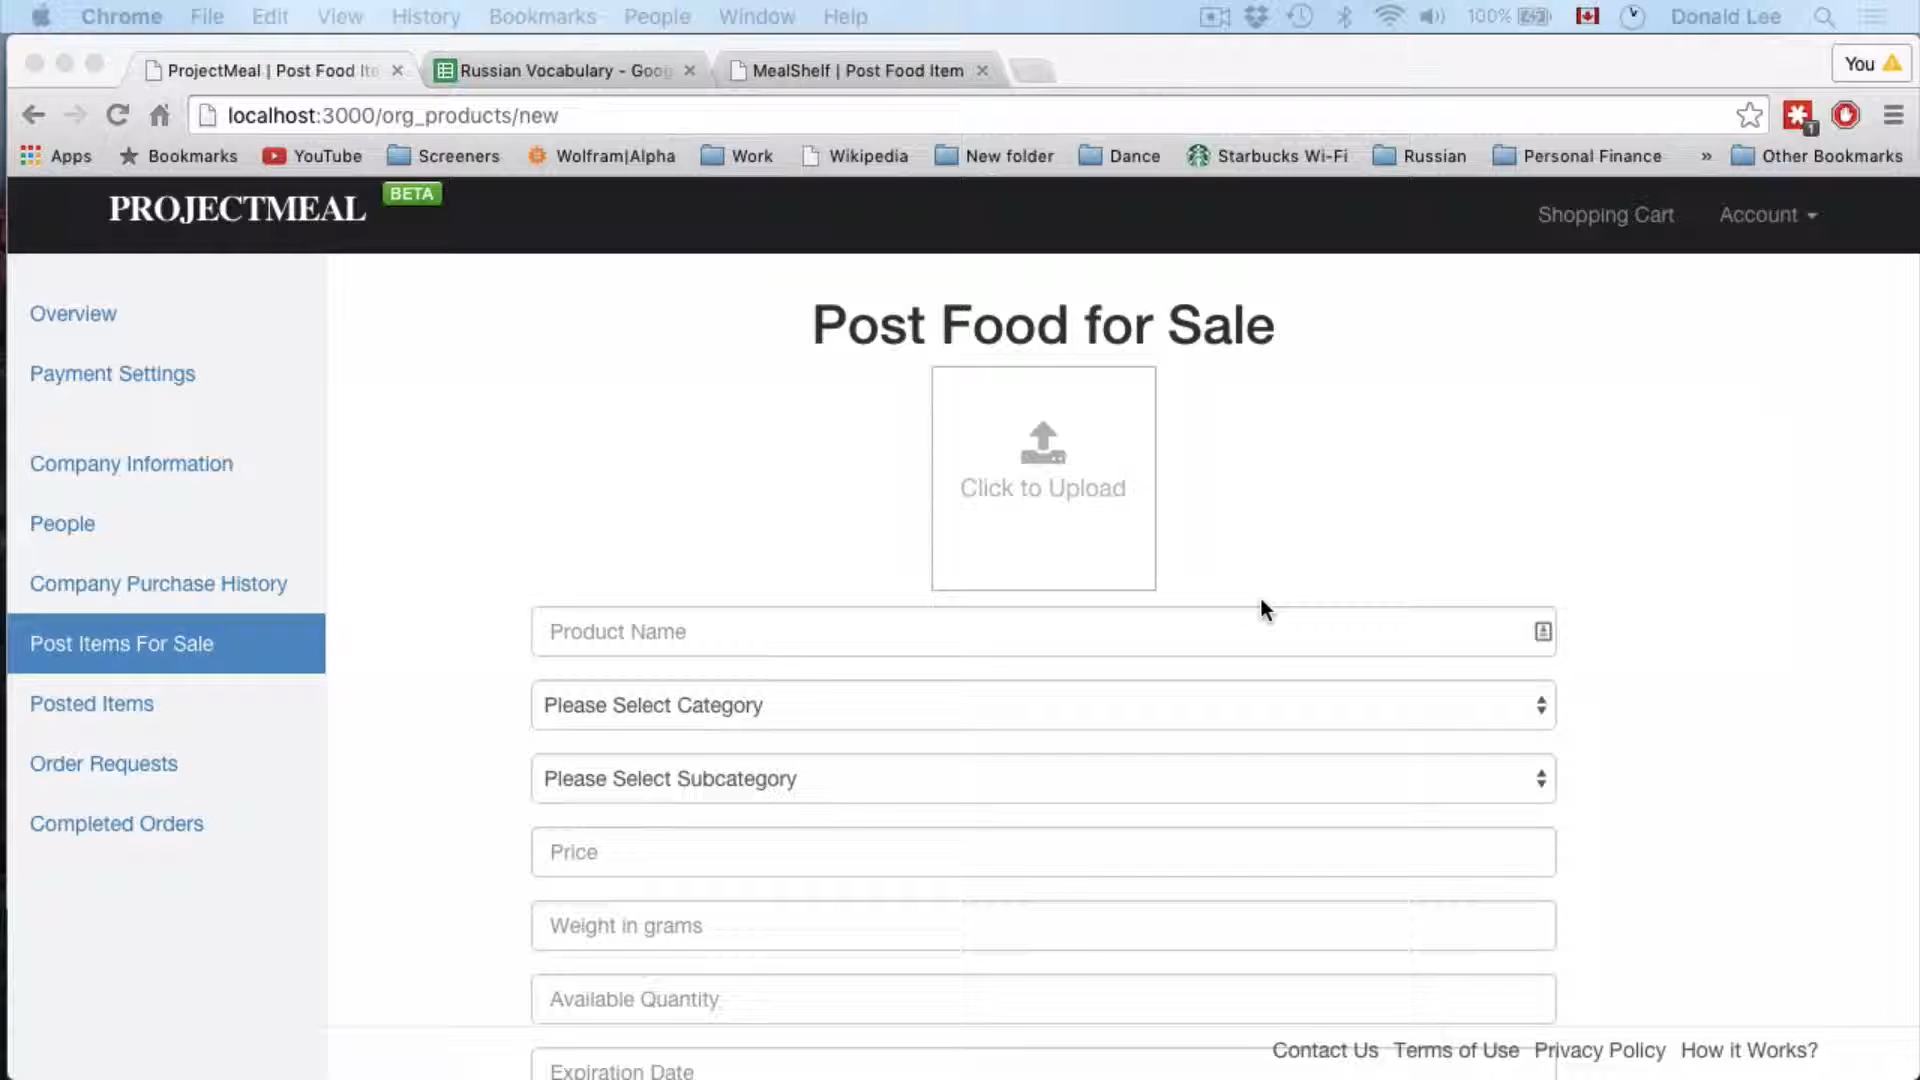 Chrome File Edit View History Bookmarks People Window Help 100% Donald Lee
ProjectMeal | Post Food Ite Russian Vocabulary - Goog MealShelf | Post Food Item You
localhost:3000/org_products/new 1
Apps Bookmarks YouTube Screeners Wolfram|Alpha Work Wikipedia New folder Dance Starbucks Wi-Fi Russian Personal Finance » Other Bookmarks
PROJECTMEAL BETA Shopping Cart Account
Overview
Payment Settings
Company Information
People
Company Purchase History
Post Items For Sale
Posted Items
Order Requests
Completed Orders
Post Food for Sale
Click to Upload
Product Name
Please Select Category
Please Select Subcategory
Price
Weight in grams
Available Quantity
Expiration Date
Contact Us Terms of Use Privacy Policy How it Works?